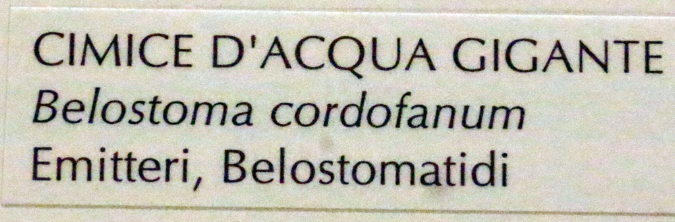 CIMICE D'ACQUA GIGANTE
Belostoma cordofanum
Emitteri, Belostomatidi